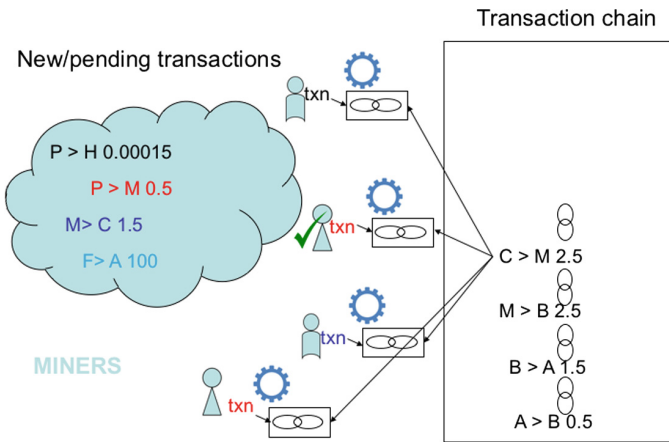 Transaction chain
New/pending transactions
txn
P > H 0.00015
P > M 0.5
M> C 1.5
F> A 100
txn
C > M 2.5
M > B 2.5
txn
MINERS
B > A 1.5
txn
A > B 0.5